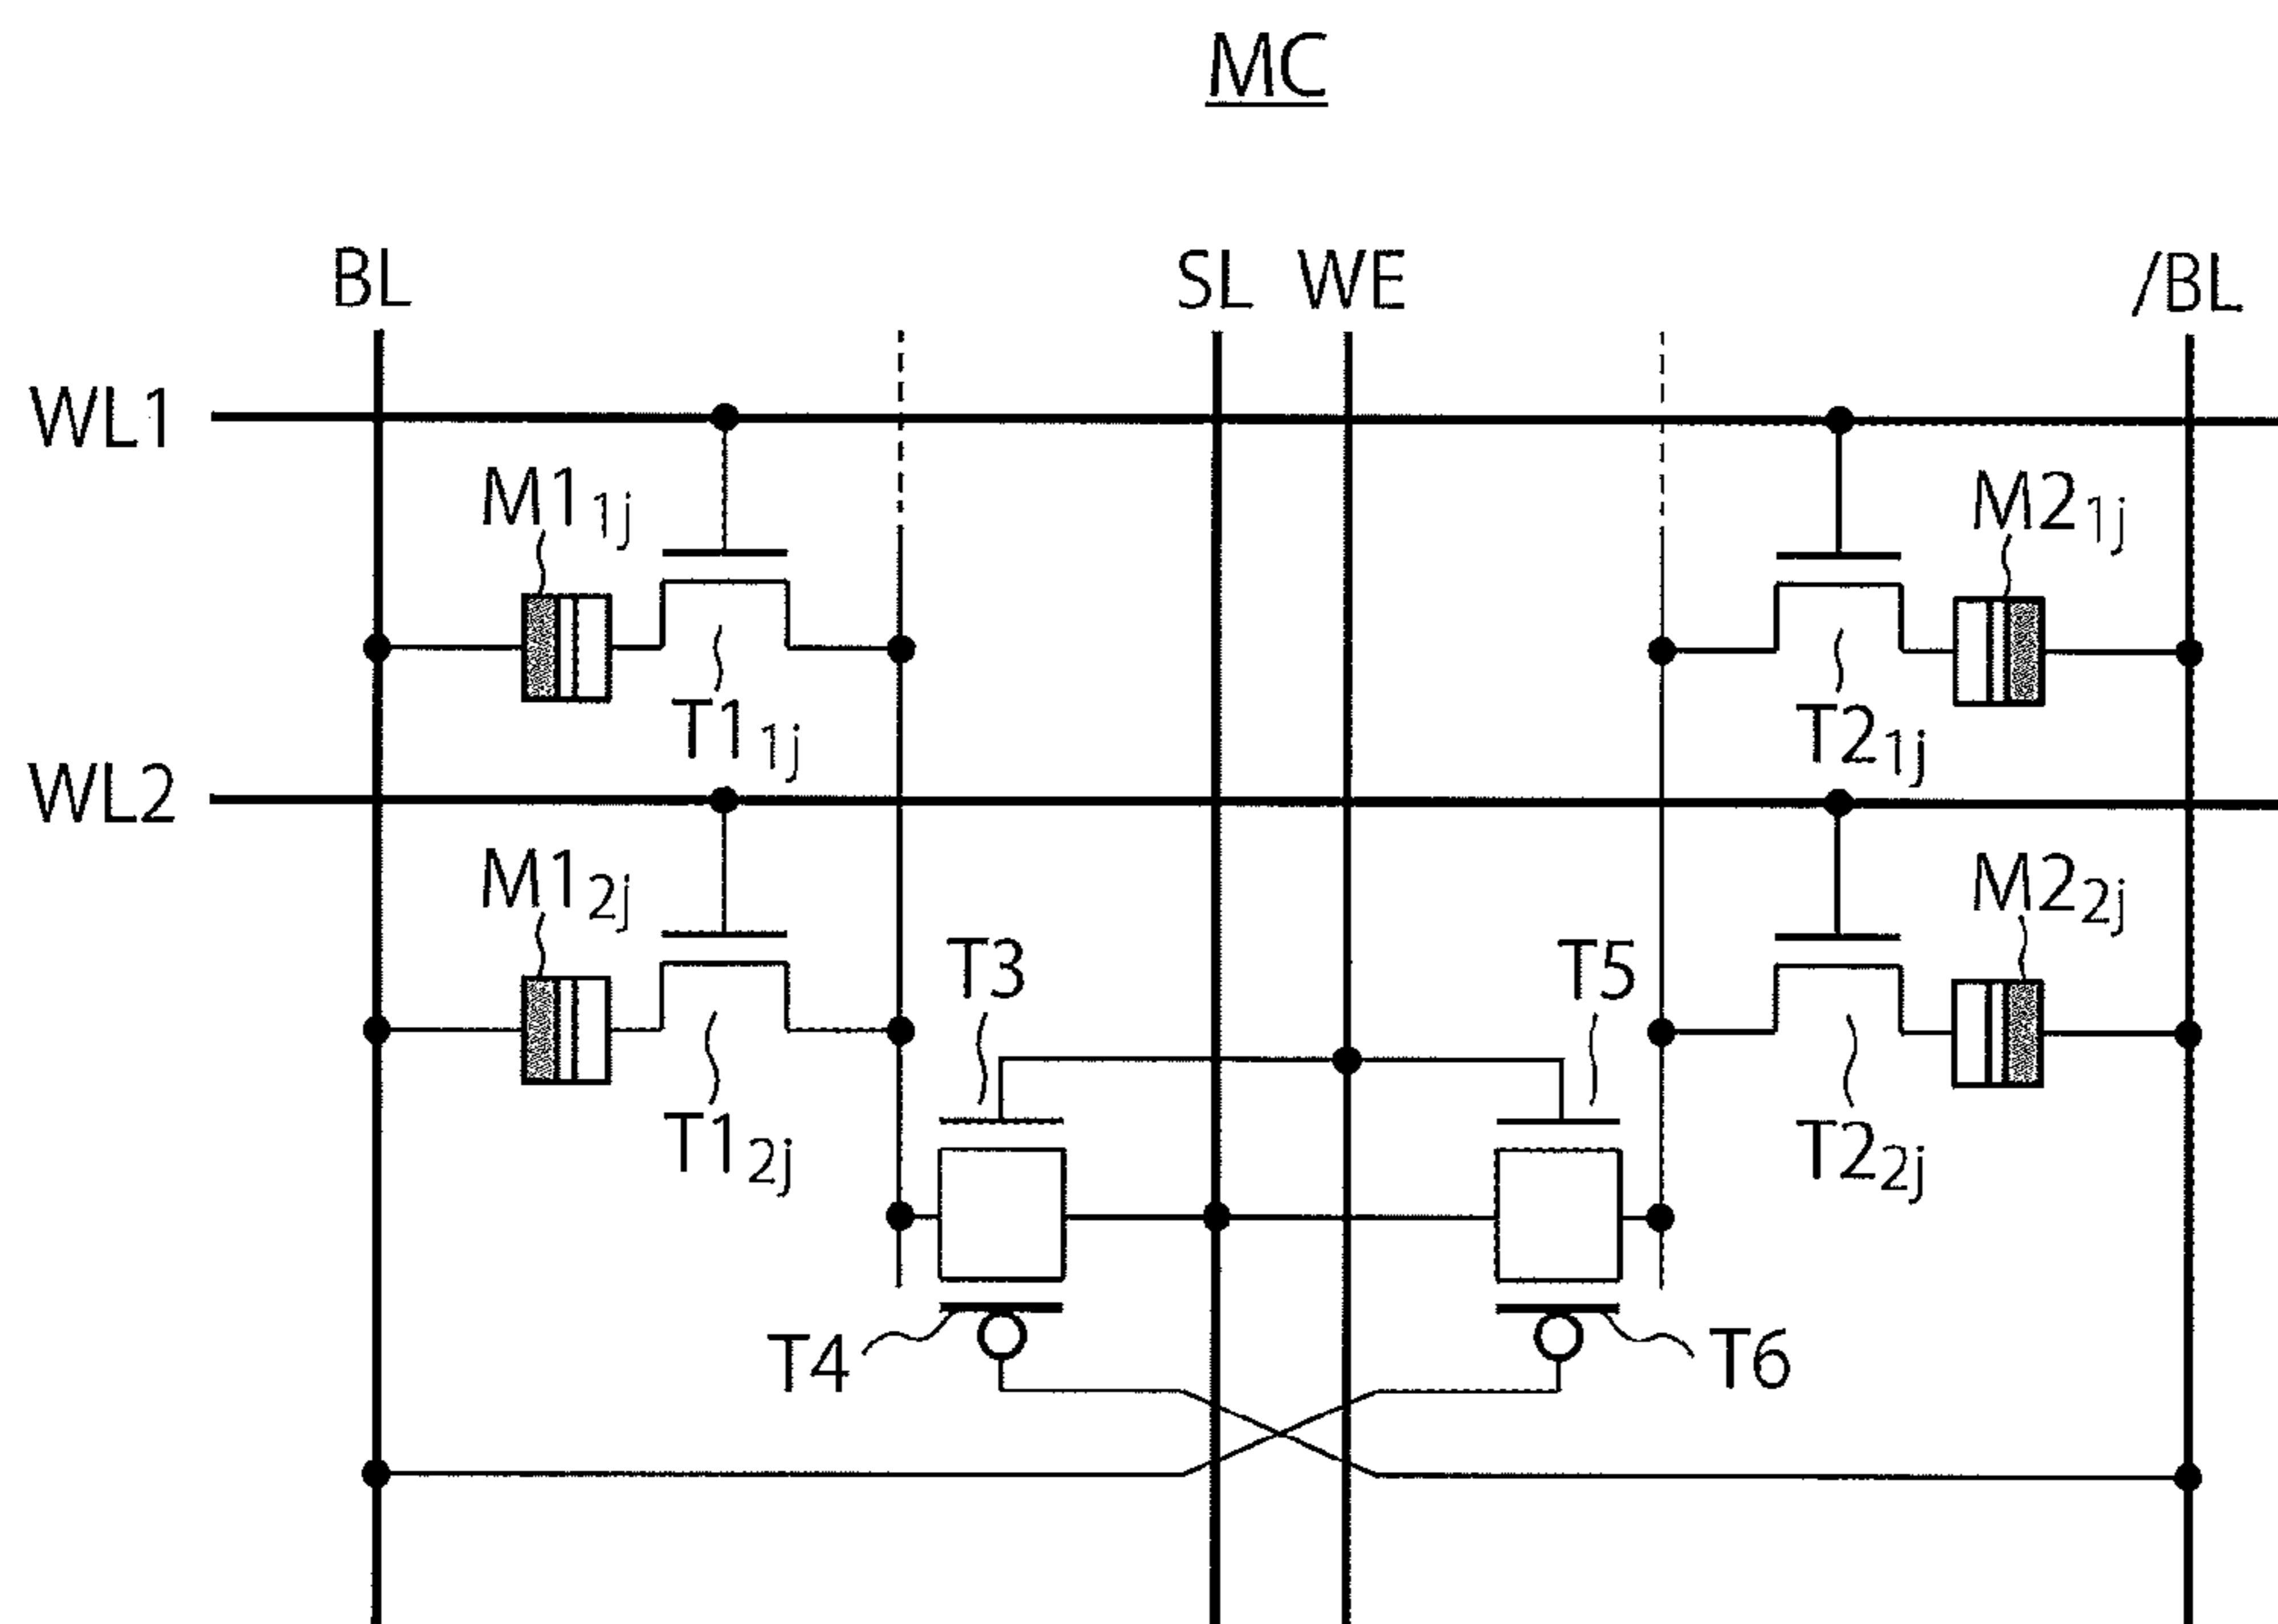 MC
BL SL WE /BL
WL1
M1₁ⱼ M2₁ⱼ
T1₁ⱼ T2₁ⱼ
WL2
M1₂ⱼ M2₂ⱼ
T3 T5
T1₂ⱼ T2₂ⱼ
T4 T6